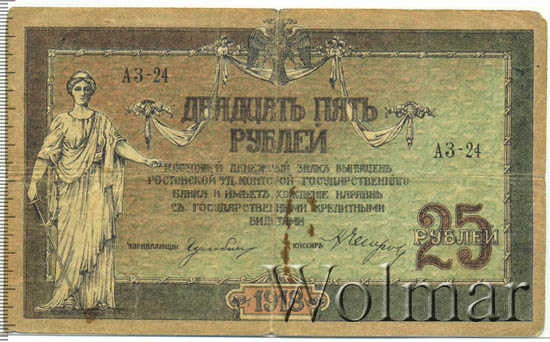 АЗ-24
ДВАДЦАТЬ ПЯТЬ
РУБЛЕЙ
АЗ-24
НАСТОЯЩІЙ ДЕНЕЖНЫЙ ЗНАКЪ ВЫПУЩЕНЪ
РОСТОВСКОЙ КОНТОРОЙ ГОСУДАРСТВЕННАГО
БАНКА И ИМѢЕТЪ ХОЖДЕНІЕ НАРАВНѢ
СЪ ГОСУДАРСТВЕННЫМИ КРЕДИТНЫМИ
БИЛЕТАМИ
УПРАВЛЯЮЩІЙ
КАССИРЪ
25
РУБЛЕЙ
1918
Wolmar